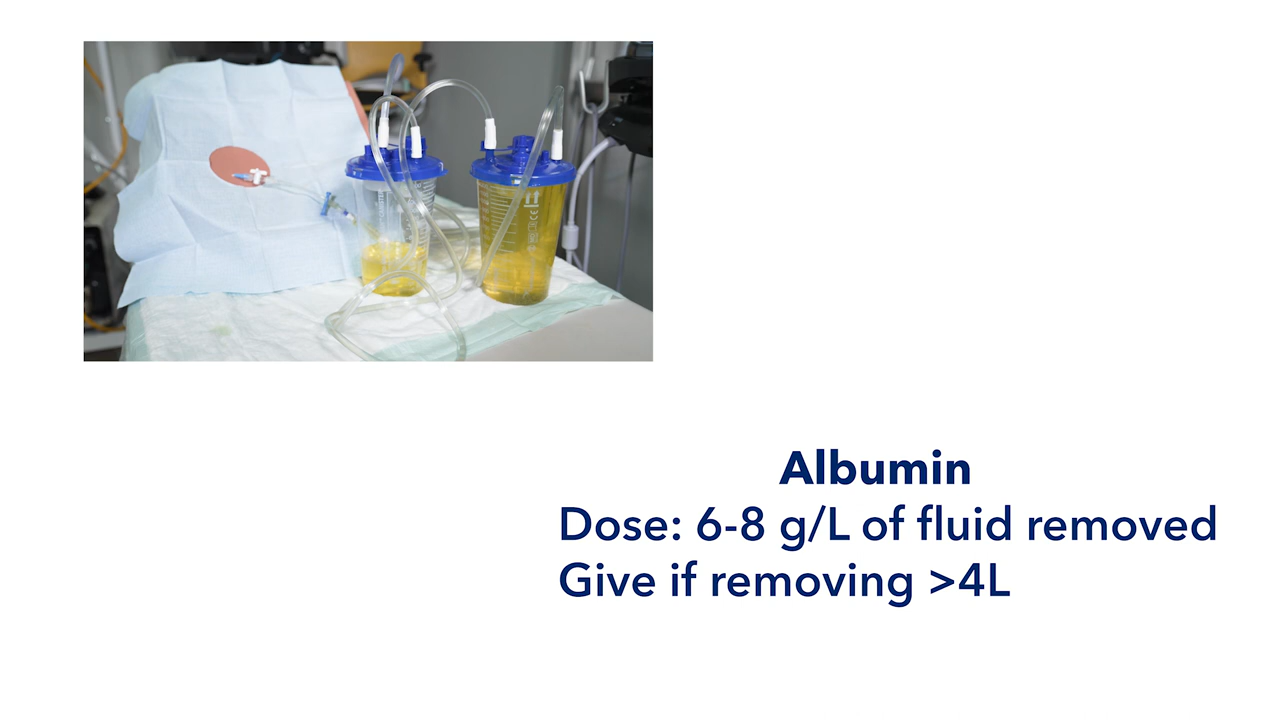 Albumin
Dose: 6-8 g/L of fluid removed
Give if removing >4L